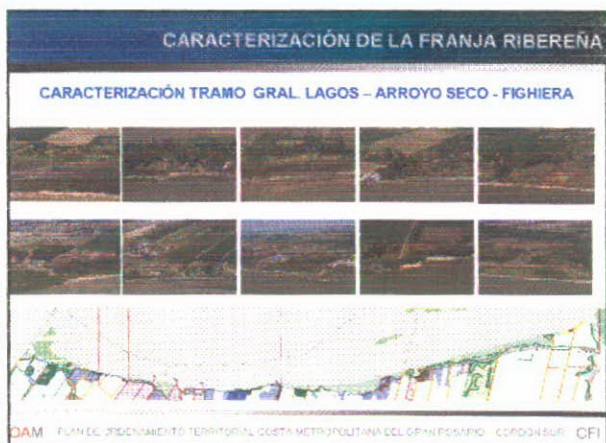 CARACTERIZACIÓN DE LA FRANJA RIBEREÑA
CARACTERIZACIÓN TRAMO GRAL. LAGOS – ARROYO SECO - FIGHIERA
OAM PLAN DE ORDENAMIENTO TERRITORIAL COSTA METROPOLITANA DEL GRAN ROSARIO CORDON SUR CFI